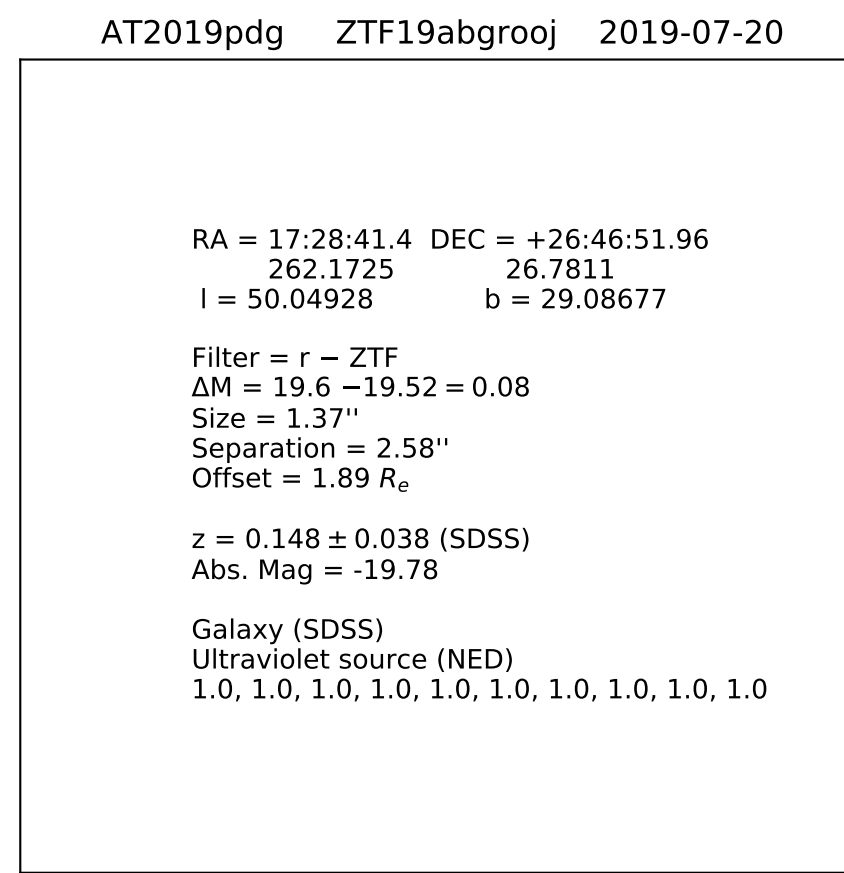 AT2019pdg ZTF19abgrooj 2019-07-20
RA = 17:28:41.4 DEC = +26:46:51.96
262.1725 26.7811
l = 50.04928 b = 29.08677
Filter = r − ZTF
ΔM = 19.6 −19.52 = 0.08
Size = 1.37''
Separation = 2.58''
Offset = 1.89 Rₑ
z = 0.148 ± 0.038 (SDSS)
Abs. Mag = -19.78
Galaxy (SDSS)
Ultraviolet source (NED)
1.0, 1.0, 1.0, 1.0, 1.0, 1.0, 1.0, 1.0, 1.0, 1.0